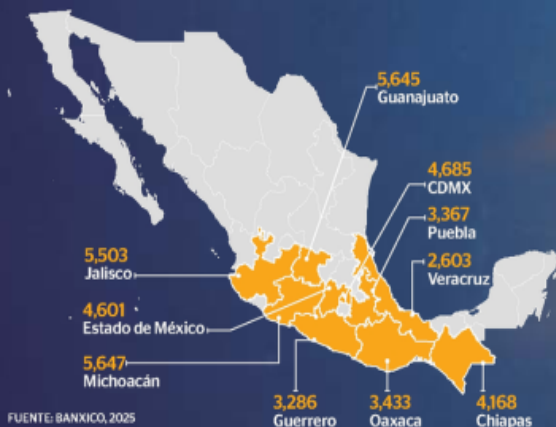 5,645
Guanajuato
4,685
CDMX
3,367
Puebla
2,603
Veracruz
5,503
Jalisco
4,601
Estado de México
5,647
Michoacán
3,286
Guerrero
3,433
Oaxaca
4,168
Chiapas
FUENTE: BANXICO, 2025